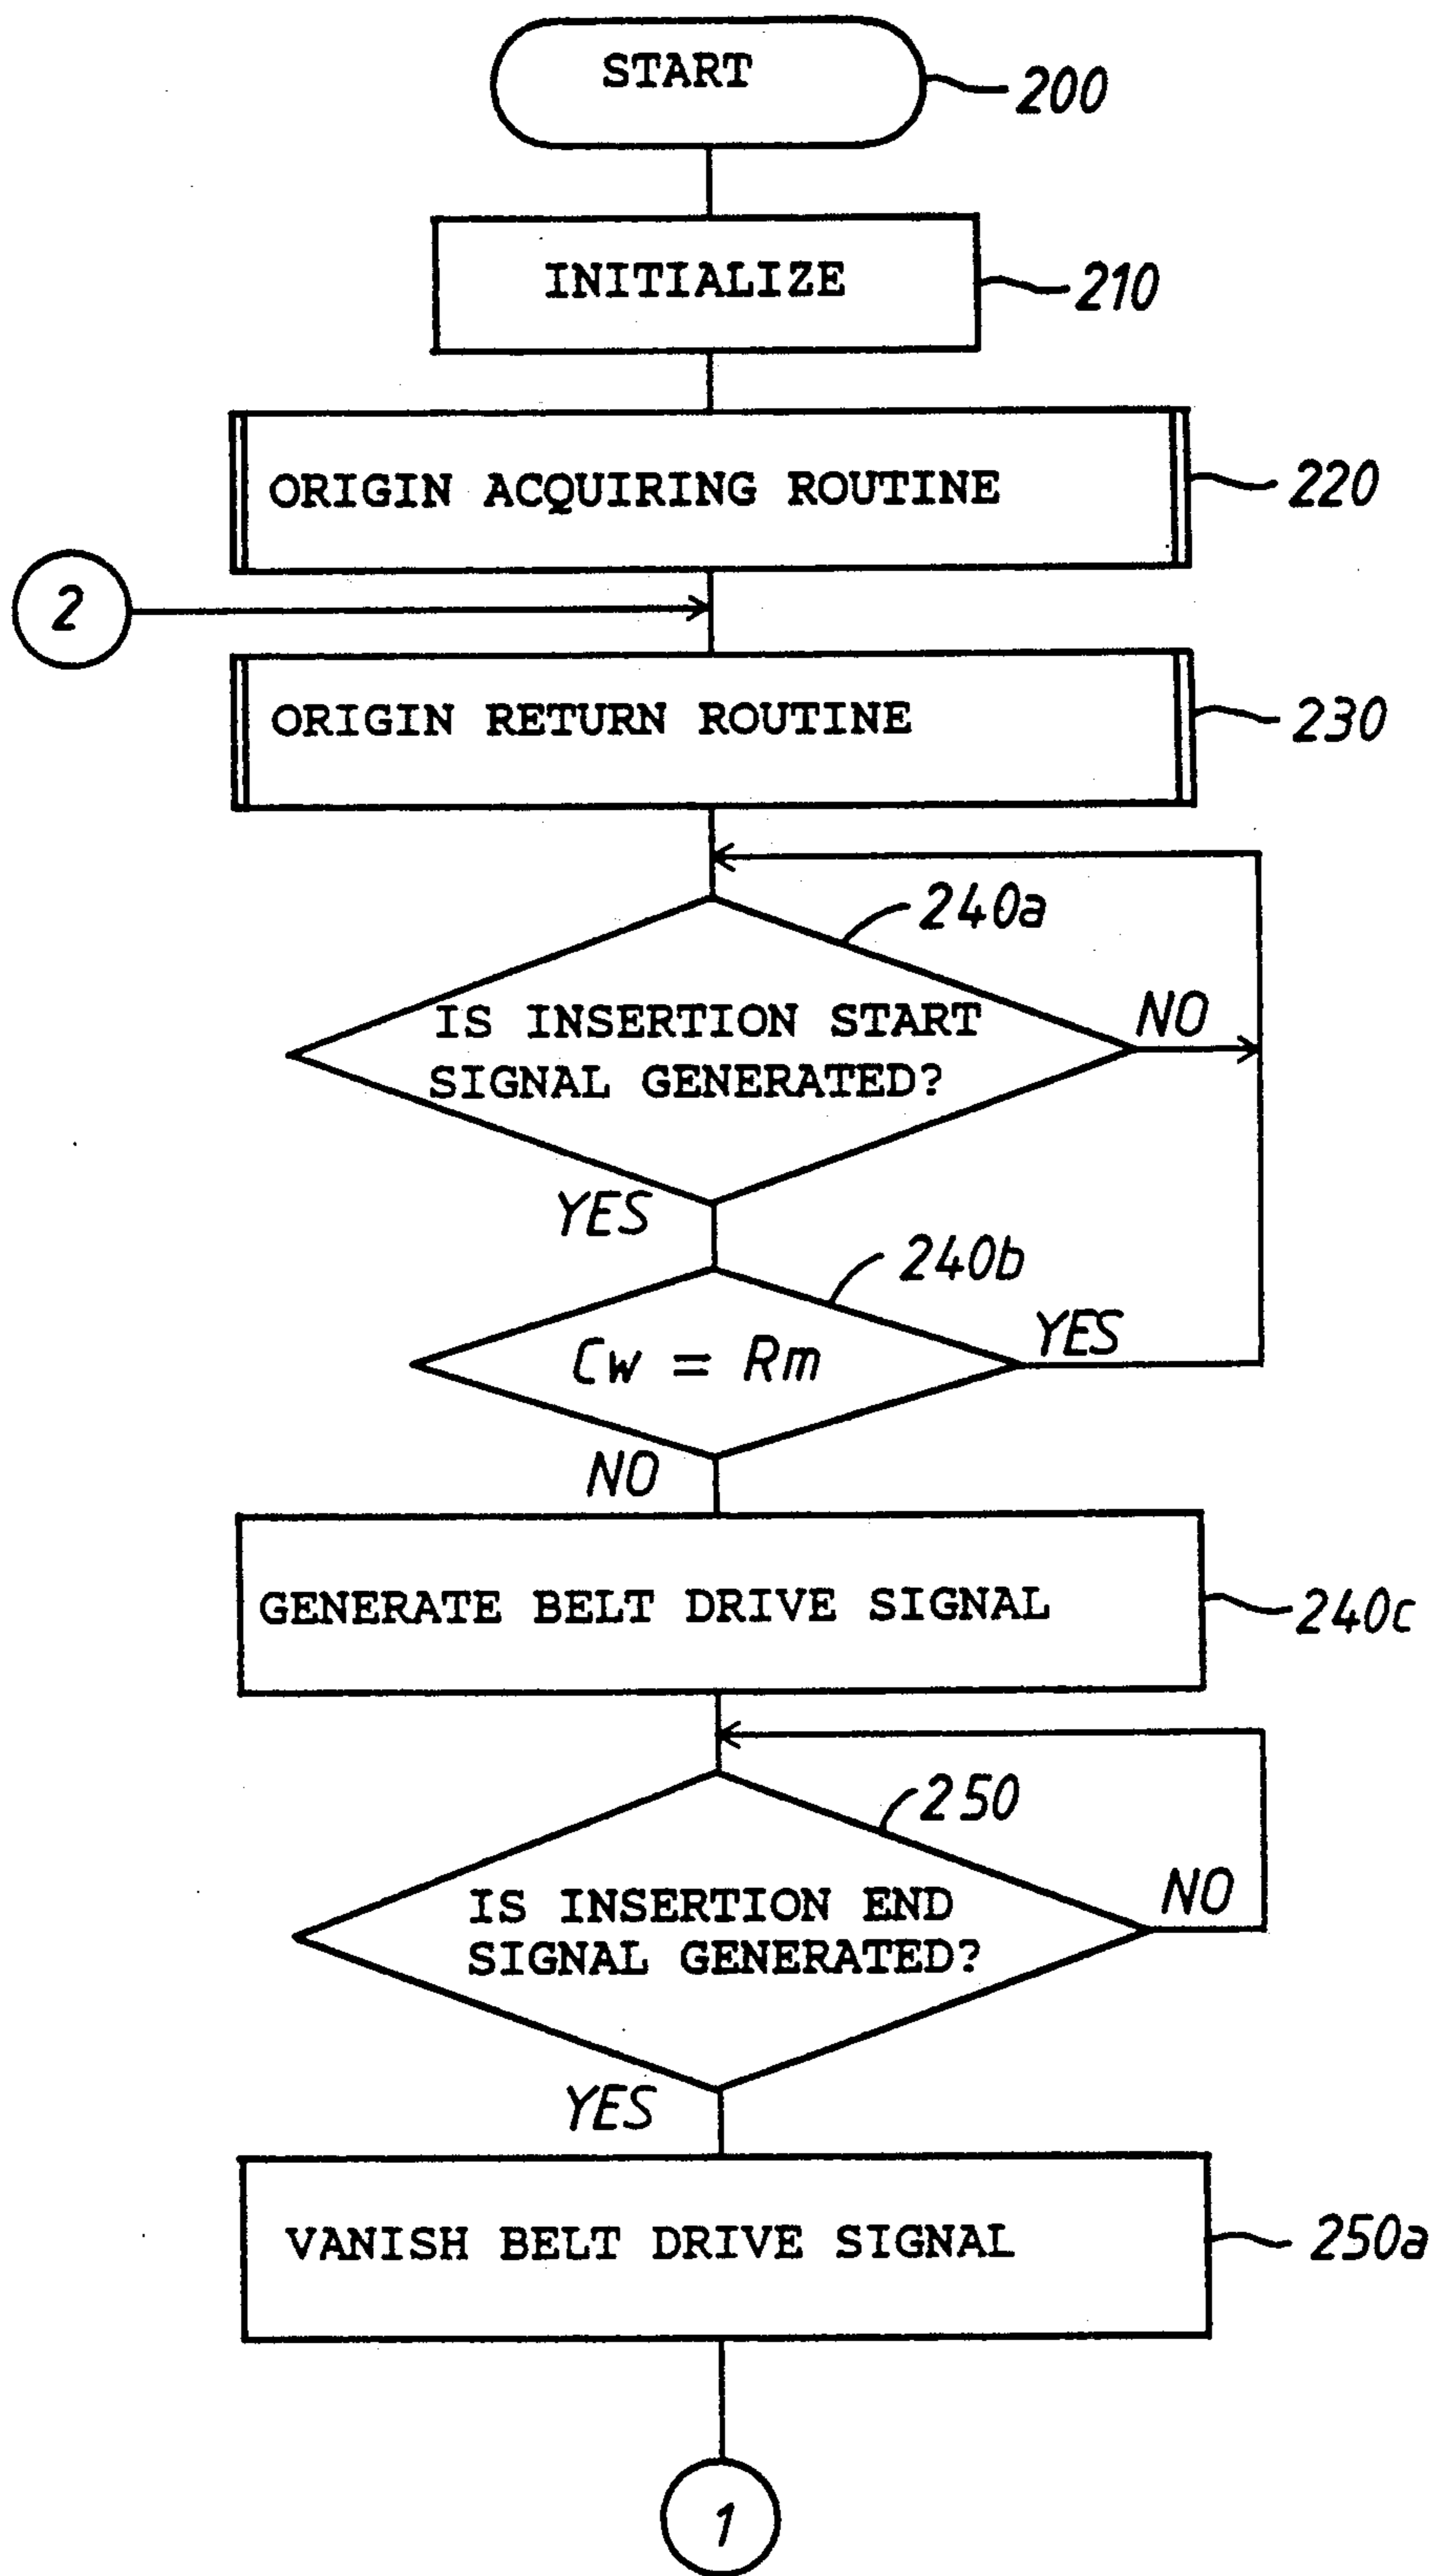 START
200
INITIALIZE
210
ORIGIN ACQUIRING ROUTINE
220
2
ORIGIN RETURN ROUTINE
230
240a
IS INSERTION START
SIGNAL GENERATED?
NO
YES
240b
Cw = Rm
YES
NO
GENERATE BELT DRIVE SIGNAL
240c
250
IS INSERTION END
SIGNAL GENERATED?
NO
YES
VANISH BELT DRIVE SIGNAL
250a
1